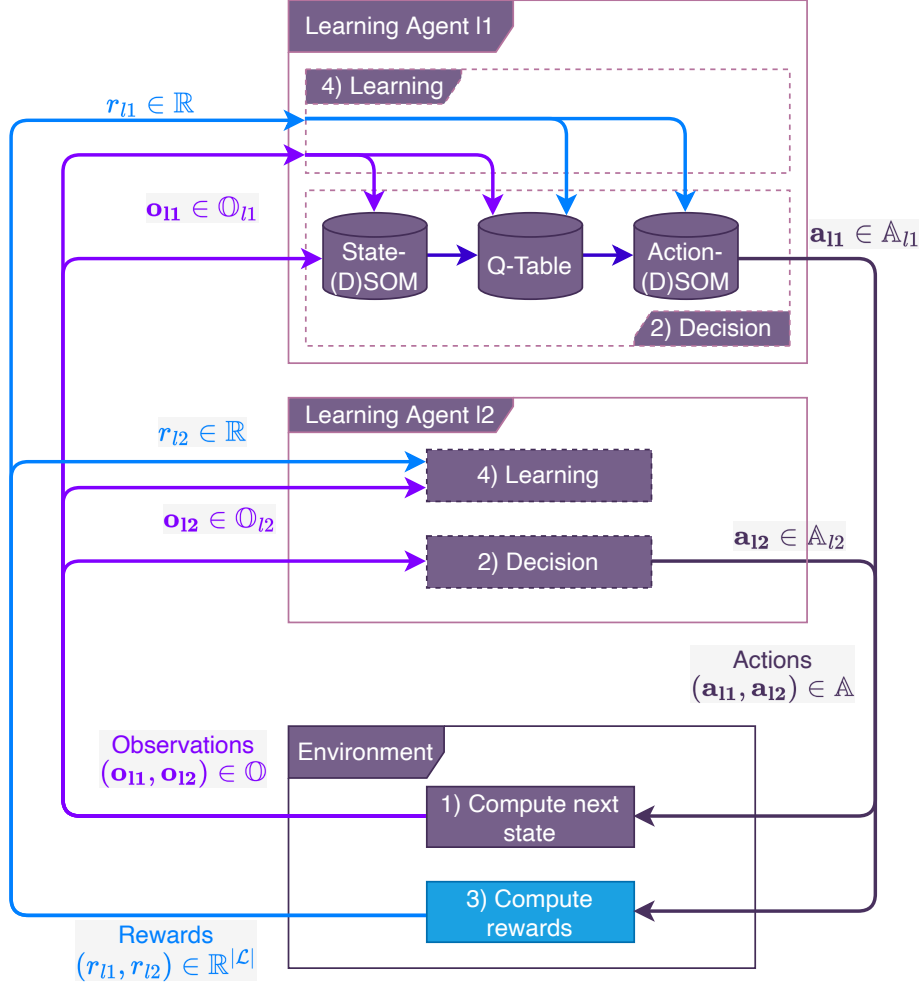 Learning Agent l1
4) Learning
r_{l1} ∈ ℝ
𝐨_{𝐥𝟏} ∈ 𝕆_{l1}
State-
(D)SOM
Q-Table
Action-
(D)SOM
𝐚_{𝐥𝟏} ∈ 𝔸_{l1}
2) Decision
Learning Agent l2
r_{l2} ∈ ℝ
4) Learning
𝐨_{𝐥𝟐} ∈ 𝕆_{l2}
2) Decision
𝐚_{𝐥𝟐} ∈ 𝔸_{l2}
Actions
(𝐚_{𝐥𝟏}, 𝐚_{𝐥𝟐}) ∈ 𝔸
Observations
(𝐨_{𝐥𝟏}, 𝐨_{𝐥𝟐}) ∈ 𝕆
Environment
1) Compute next
state
3) Compute
rewards
Rewards
(r_{l1}, r_{l2}) ∈ ℝ^{|ℒ|}